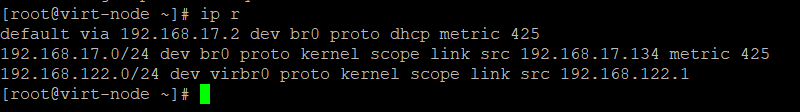 [root@virt-node ~]# ip r
default via 192.168.17.2 dev br0 proto dhcp metric 425
192.168.17.0/24 dev br0 proto kernel scope link src 192.168.17.134 metric 425
192.168.122.0/24 dev virbr0 proto kernel scope link src 192.168.122.1
[root@virt-node ~]#